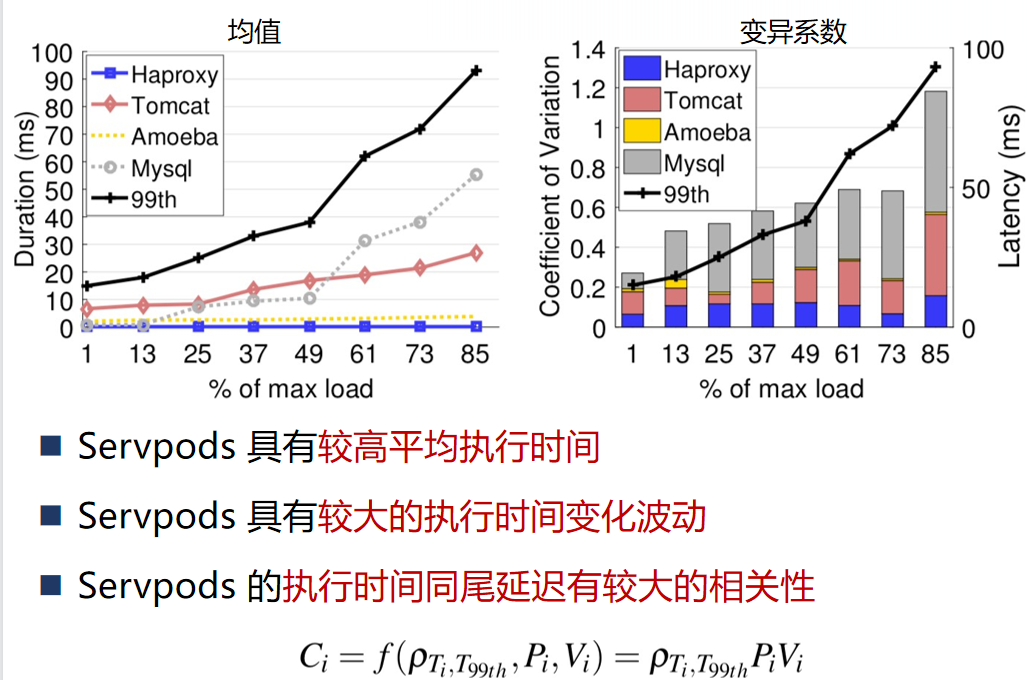 均值
100
90
80
70
60
50
40
30
20
10
0
Duration (ms)
Haproxy
Tomcat
Amoeba
Mysql
99th
1 13 25 37 49 61 73 85
% of max load
变异系数
1.4
1.2
1
0.8
0.6
0.4
0.2
0
Coefficient of Variation
Haproxy
Tomcat
Amoeba
Mysql
99th
100
50
0
Latency (ms)
1 13 25 37 49 61 73 85
% of max load
Servpods 具有较高平均执行时间
Servpods 具有较大的执行时间变化波动
Servpods 的执行时间同尾延迟有较大的相关性
C_i = f(ρ_{T_i,T_{99th}}, P_i, V_i) = ρ_{T_i,T_{99th}} P_i V_i